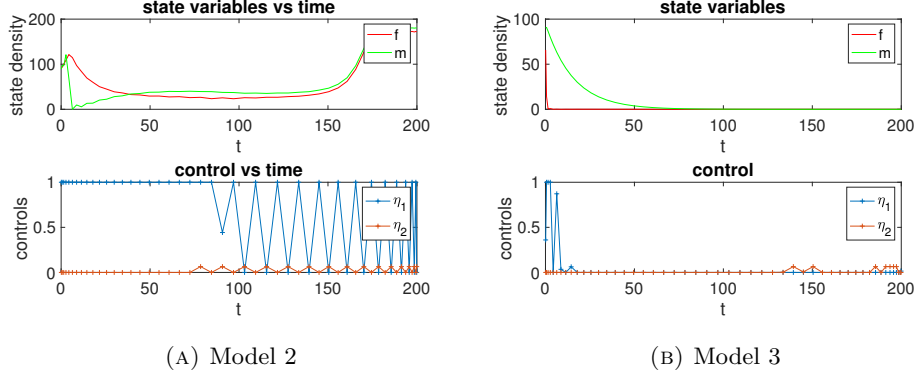 state variables vs time
200
100
0
state density
f
m
0
50
100
150
200
t
control vs time
1
0.5
0
controls
η1
η2
0
50
100
150
200
t
(A) Model 2
state variables
100
50
0
state density
f
m
0
50
100
150
200
t
control
1
0.5
0
controls
η1
η2
0
50
100
150
200
t
(B) Model 3